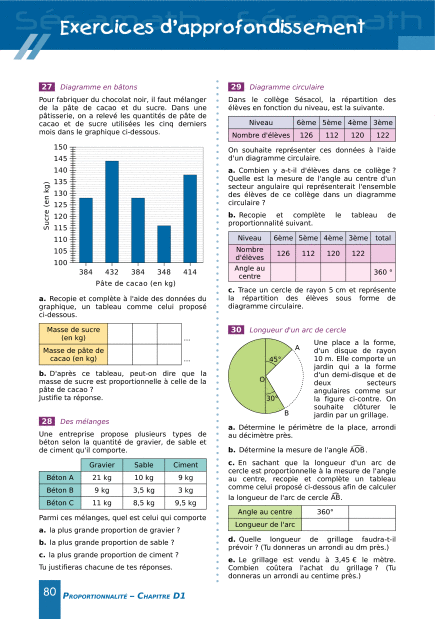 Exercices d'approfondissement
27 Diagramme en bâtons
Pour fabriquer du chocolat noir, il faut mélanger
de la pâte de cacao et du sucre. Dans une
pâtisserie, on a relevé les quantités de pâte de
cacao et de sucre utilisées les cinq derniers
mois dans le graphique ci-dessous.
Sucre (en kg)
150
145
140
135
130
125
120
115
110
105
100
384 432 384 348 414
Pâte de cacao (en kg)
a. Recopie et complète à l'aide des données du
graphique, un tableau comme celui proposé
ci-dessous.
Masse de sucre
(en kg) ...
Masse de pâte de
cacao (en kg) ...
b. D'après ce tableau, peut-on dire que la
masse de sucre est proportionnelle à celle de la
pâte de cacao ?
Justifie ta réponse.
28 Des mélanges
Une entreprise propose plusieurs types de
béton selon la quantité de gravier, de sable et
de ciment qu'il comporte.
Gravier Sable Ciment
Béton A 21 kg 10 kg 9 kg
Béton B 9 kg 3,5 kg 3 kg
Béton C 11 kg 8,5 kg 9,5 kg
Parmi ces mélanges, quel est celui qui comporte
a. la plus grande proportion de gravier ?
b. la plus grande proportion de sable ?
c. la plus grande proportion de ciment ?
Tu justifieras chacune de tes réponses.
29 Diagramme circulaire
Dans le collège Sésacol, la répartition des
élèves en fonction du niveau, est la suivante.
Niveau 6ème 5ème 4ème 3ème
Nombre d'élèves 126 112 120 122
On souhaite représenter ces données à l'aide
d'un diagramme circulaire.
a. Combien y a-t-il d'élèves dans ce collège ?
Quelle est la mesure de l'angle au centre d'un
secteur angulaire qui représenterait l'ensemble
des élèves de ce collège dans un diagramme
circulaire ?
b. Recopie et complète le tableau de
proportionnalité suivant.
Niveau 6ème 5ème 4ème 3ème total
Nombre
d'élèves 126 112 120 122
Angle au
centre 360 °
c. Trace un cercle de rayon 5 cm et représente
la répartition des élèves sous forme de
diagramme circulaire.
30 Longueur d'un arc de cercle
A
45°
O
30°
B
Une place a la forme,
d'un disque de rayon
10 m. Elle comporte un
jardin qui a la forme
d'un demi-disque et de
deux secteurs
angulaires comme sur
la figure ci-contre. On
souhaite clôturer le
jardin par un grillage.
a. Détermine le périmètre de la place, arrondi
au décimètre près.
b. Détermine la mesure de l'angle AOB.
c. En sachant que la longueur d'un arc de
cercle est proportionnelle à la mesure de l'angle
au centre, recopie et complète un tableau
comme celui proposé ci-dessous afin de calculer
la longueur de l'arc de cercle AB.
Angle au centre 360°
Longueur de l'arc
d. Quelle longueur de grillage faudra-t-il
prévoir ? (Tu donneras un arrondi au dm près.)
e. Le grillage est vendu à 3,45 € le mètre.
Combien coûtera l'achat du grillage ? (Tu
donneras un arrondi au centime près.)
80 PROPORTIONNALITÉ – CHAPITRE D1